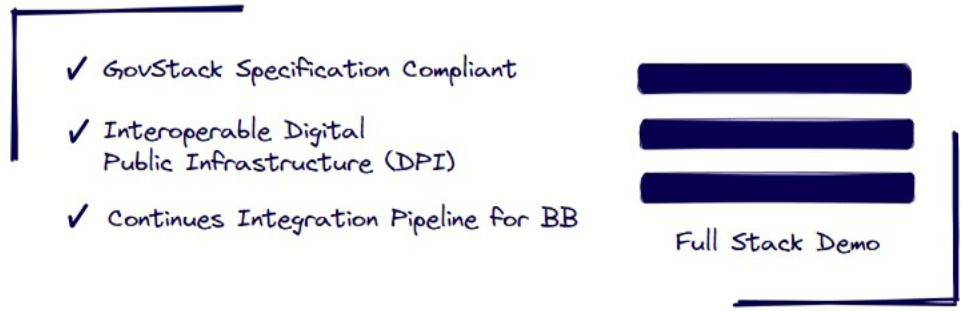 ✓ GovStack Specification Compliant
✓ Interoperable Digital
Public Infrastructure (DPI)
✓ Continues Integration Pipeline for BB
Full Stack Demo